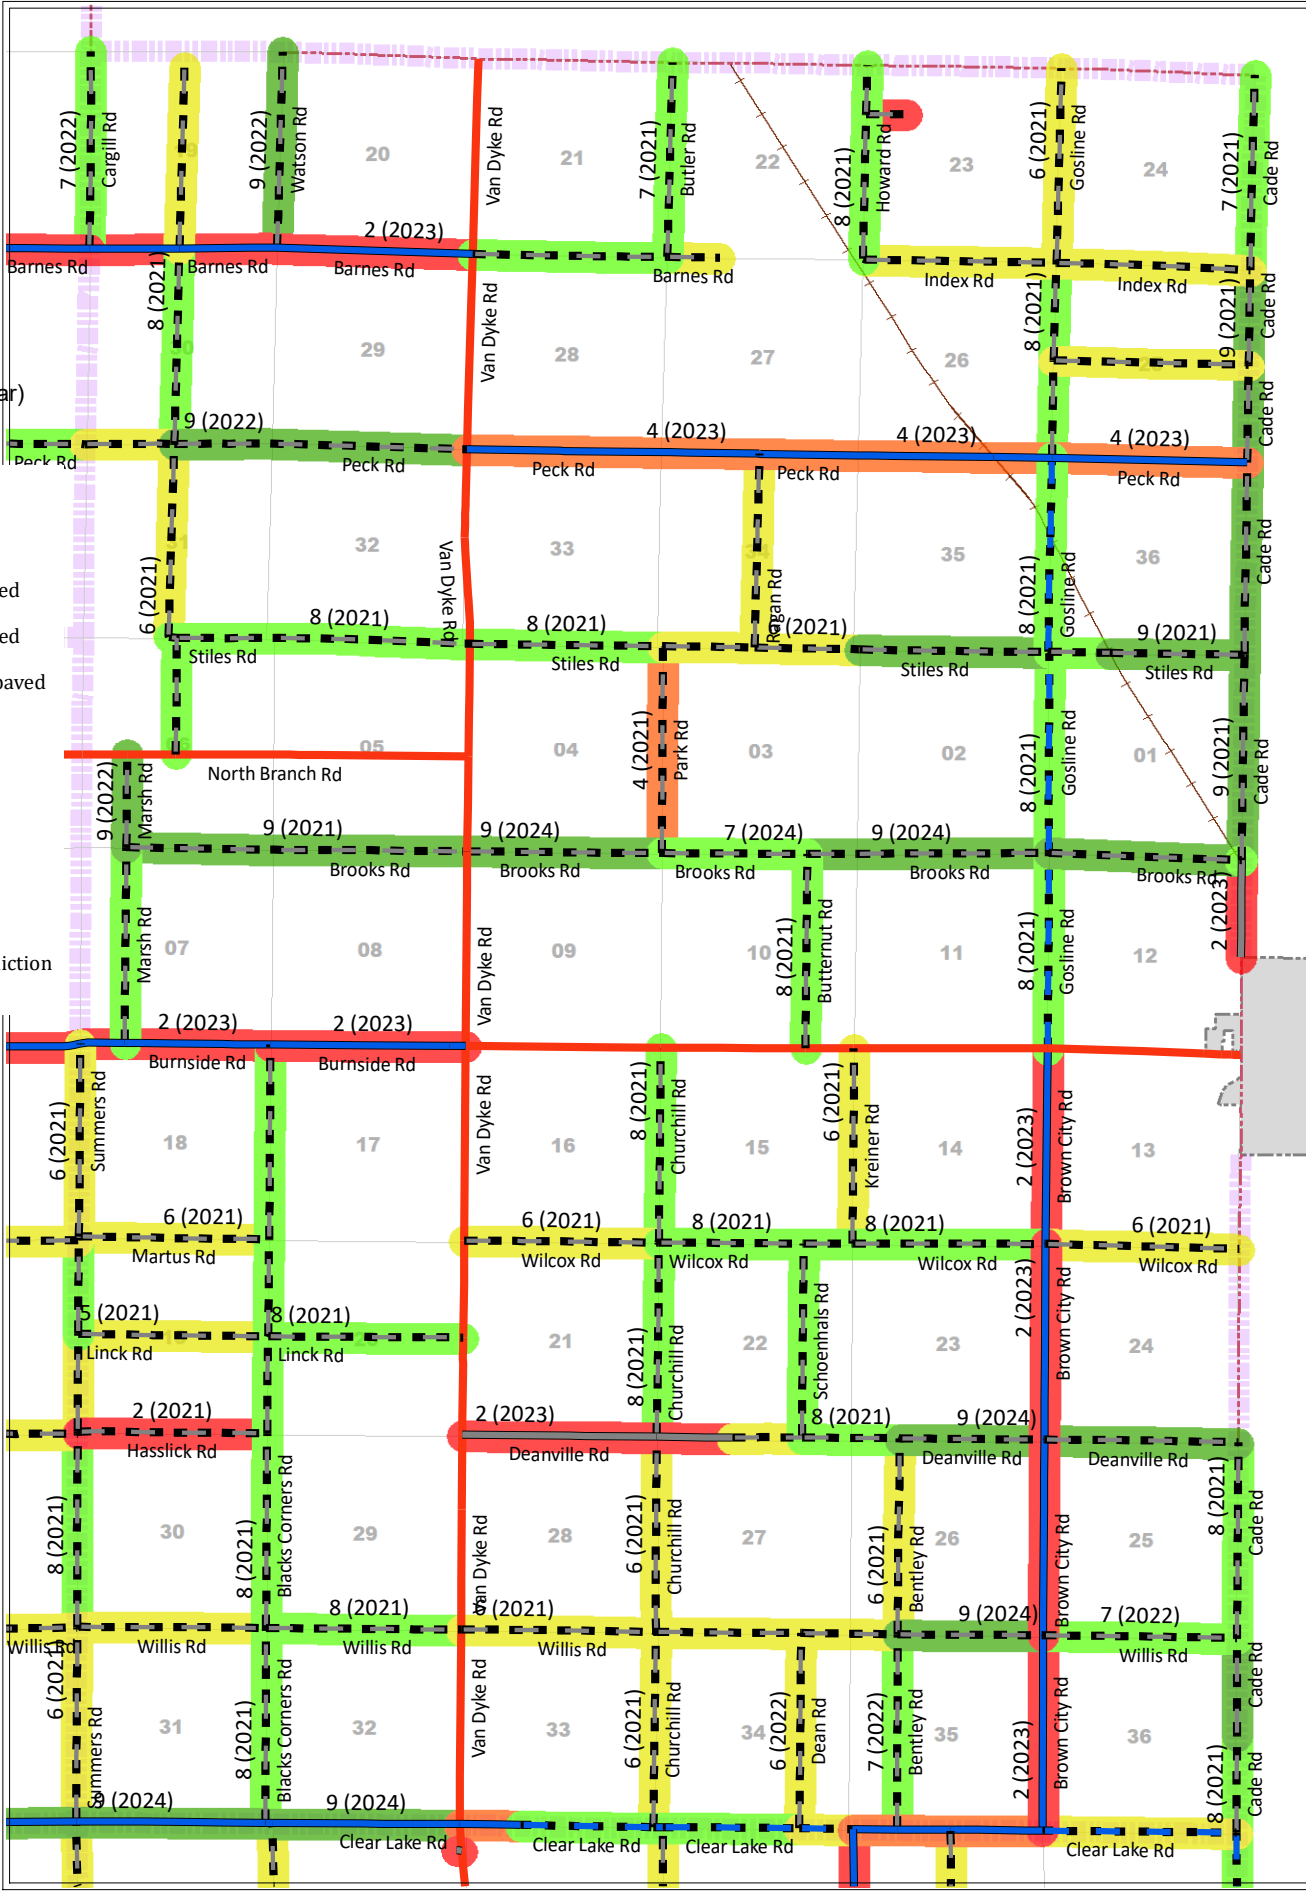 7 (2022)
Cargill Rd
19
9 (2022)
Watson Rd
20
Van Dyke Rd
21
7 (2021)
Butler Rd
22
8 (2021)
Howard Rd
23
6 (2021)
Gosline Rd
24
7 (2021)
Cade Rd
2 (2023)
Barnes Rd
Barnes Rd
Barnes Rd
Barnes Rd
Index Rd
Index Rd
8 (2021)
30
29
Van Dyke Rd
28
27
26
8 (2021)
25
9 (2021)
Cade Rd
ar)
9 (2022)
4 (2023)
4 (2023)
4 (2023)
Cade Rd
Peck Rd
Peck Rd
Peck Rd
Peck Rd
Peck Rd
6 (2021)
31
32
Van Dyke Rd
33
34
Ragan Rd
35
8 (2021)
Gosline Rd
36
Cade Rd
ed
ed
8 (2021)
8 (2021)
(2021)
9 (2021)
Stiles Rd
Stiles Rd
Stiles Rd
Stiles Rd
paved
06
05
04
4 (2021)
Park Rd
03
02
8 (2021)
Gosline Rd
01
9 (2021)
Cade Rd
North Branch Rd
9 (2022)
Marsh Rd
9 (2021)
9 (2024)
7 (2024)
9 (2024)
Brooks Rd
Brooks Rd
Brooks Rd
Brooks Rd
Brooks Rd
2 (2023)
Marsh Rd
07
08
Van Dyke Rd
09
10
8 (2021)
Butternut Rd
11
8 (2021)
Gosline Rd
12
iction
2 (2023)
2 (2023)
Burnside Rd
Burnside Rd
6 (2021)
Summers Rd
18
17
Van Dyke Rd
16
8 (2021)
Churchill Rd
15
6 (2021)
Kreiner Rd
14
2 (2023)
Brown City Rd
13
6 (2021)
6 (2021)
8 (2021)
8 (2021)
6 (2021)
Martus Rd
Wilcox Rd
Wilcox Rd
Wilcox Rd
Wilcox Rd
5 (2021)
8 (2021)
Linck Rd
19
Linck Rd
20
21
8 (2021)
Churchill Rd
22
Schoenhals Rd
23
2 (2023)
Brown City Rd
24
2 (2021)
2 (2023)
8 (2021)
9 (2024)
Hasslick Rd
Deanville Rd
Deanville Rd
Deanville Rd
8 (2021)
30
8 (2021)
Blacks Corners Rd
29
Van Dyke Rd
28
6 (2021)
Churchill Rd
27
6 (2021)
Bentley Rd
26
Brown City Rd
25
8 (2021)
Cade Rd
8 (2021)
6 (2021)
9 (2024)
7 (2022)
Willis Rd
Willis Rd
Willis Rd
Willis Rd
Willis Rd
6 (2021)
Summers Rd
31
8 (2021)
Blacks Corners Rd
32
Van Dyke Rd
33
6 (2021)
Churchill Rd
34
6 (2022)
Dean Rd
7 (2022)
Bentley Rd
35
2 (2023)
Brown City Rd
36
Cade Rd
8 (2021)
Cade Rd
9 (2024)
9 (2024)
Clear Lake Rd
Clear Lake Rd
Clear Lake Rd
Clear Lake Rd